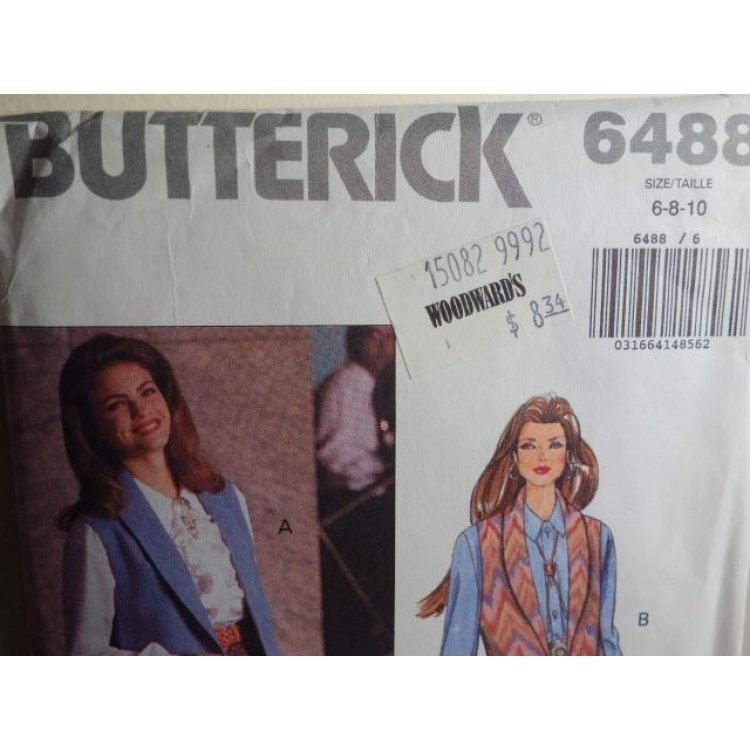 BUTTERICK® 6488
SIZE/TAILLE
6-8-10
6488 / 6
031664148562
15082 9992
WOODWARD'S
$ 8.34
A
B